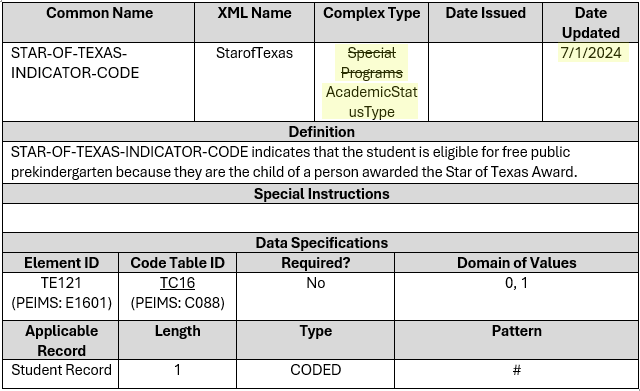 Common Name XML Name Complex Type Date Issued Date Updated
STAR-OF-TEXAS-INDICATOR-CODE StarofTexas Special Programs AcademicStatusType 7/1/2024
Definition
STAR-OF-TEXAS-INDICATOR-CODE indicates that the student is eligible for free public
prekindergarten because they are the child of a person awarded the Star of Texas Award.
Special Instructions
Data Specifications
Element ID Code Table ID Required? Domain of Values
TE121 TC16 No 0, 1
(PEIMS: E1601) (PEIMS: C088)
Applicable Record Length Type Pattern
Student Record 1 CODED #